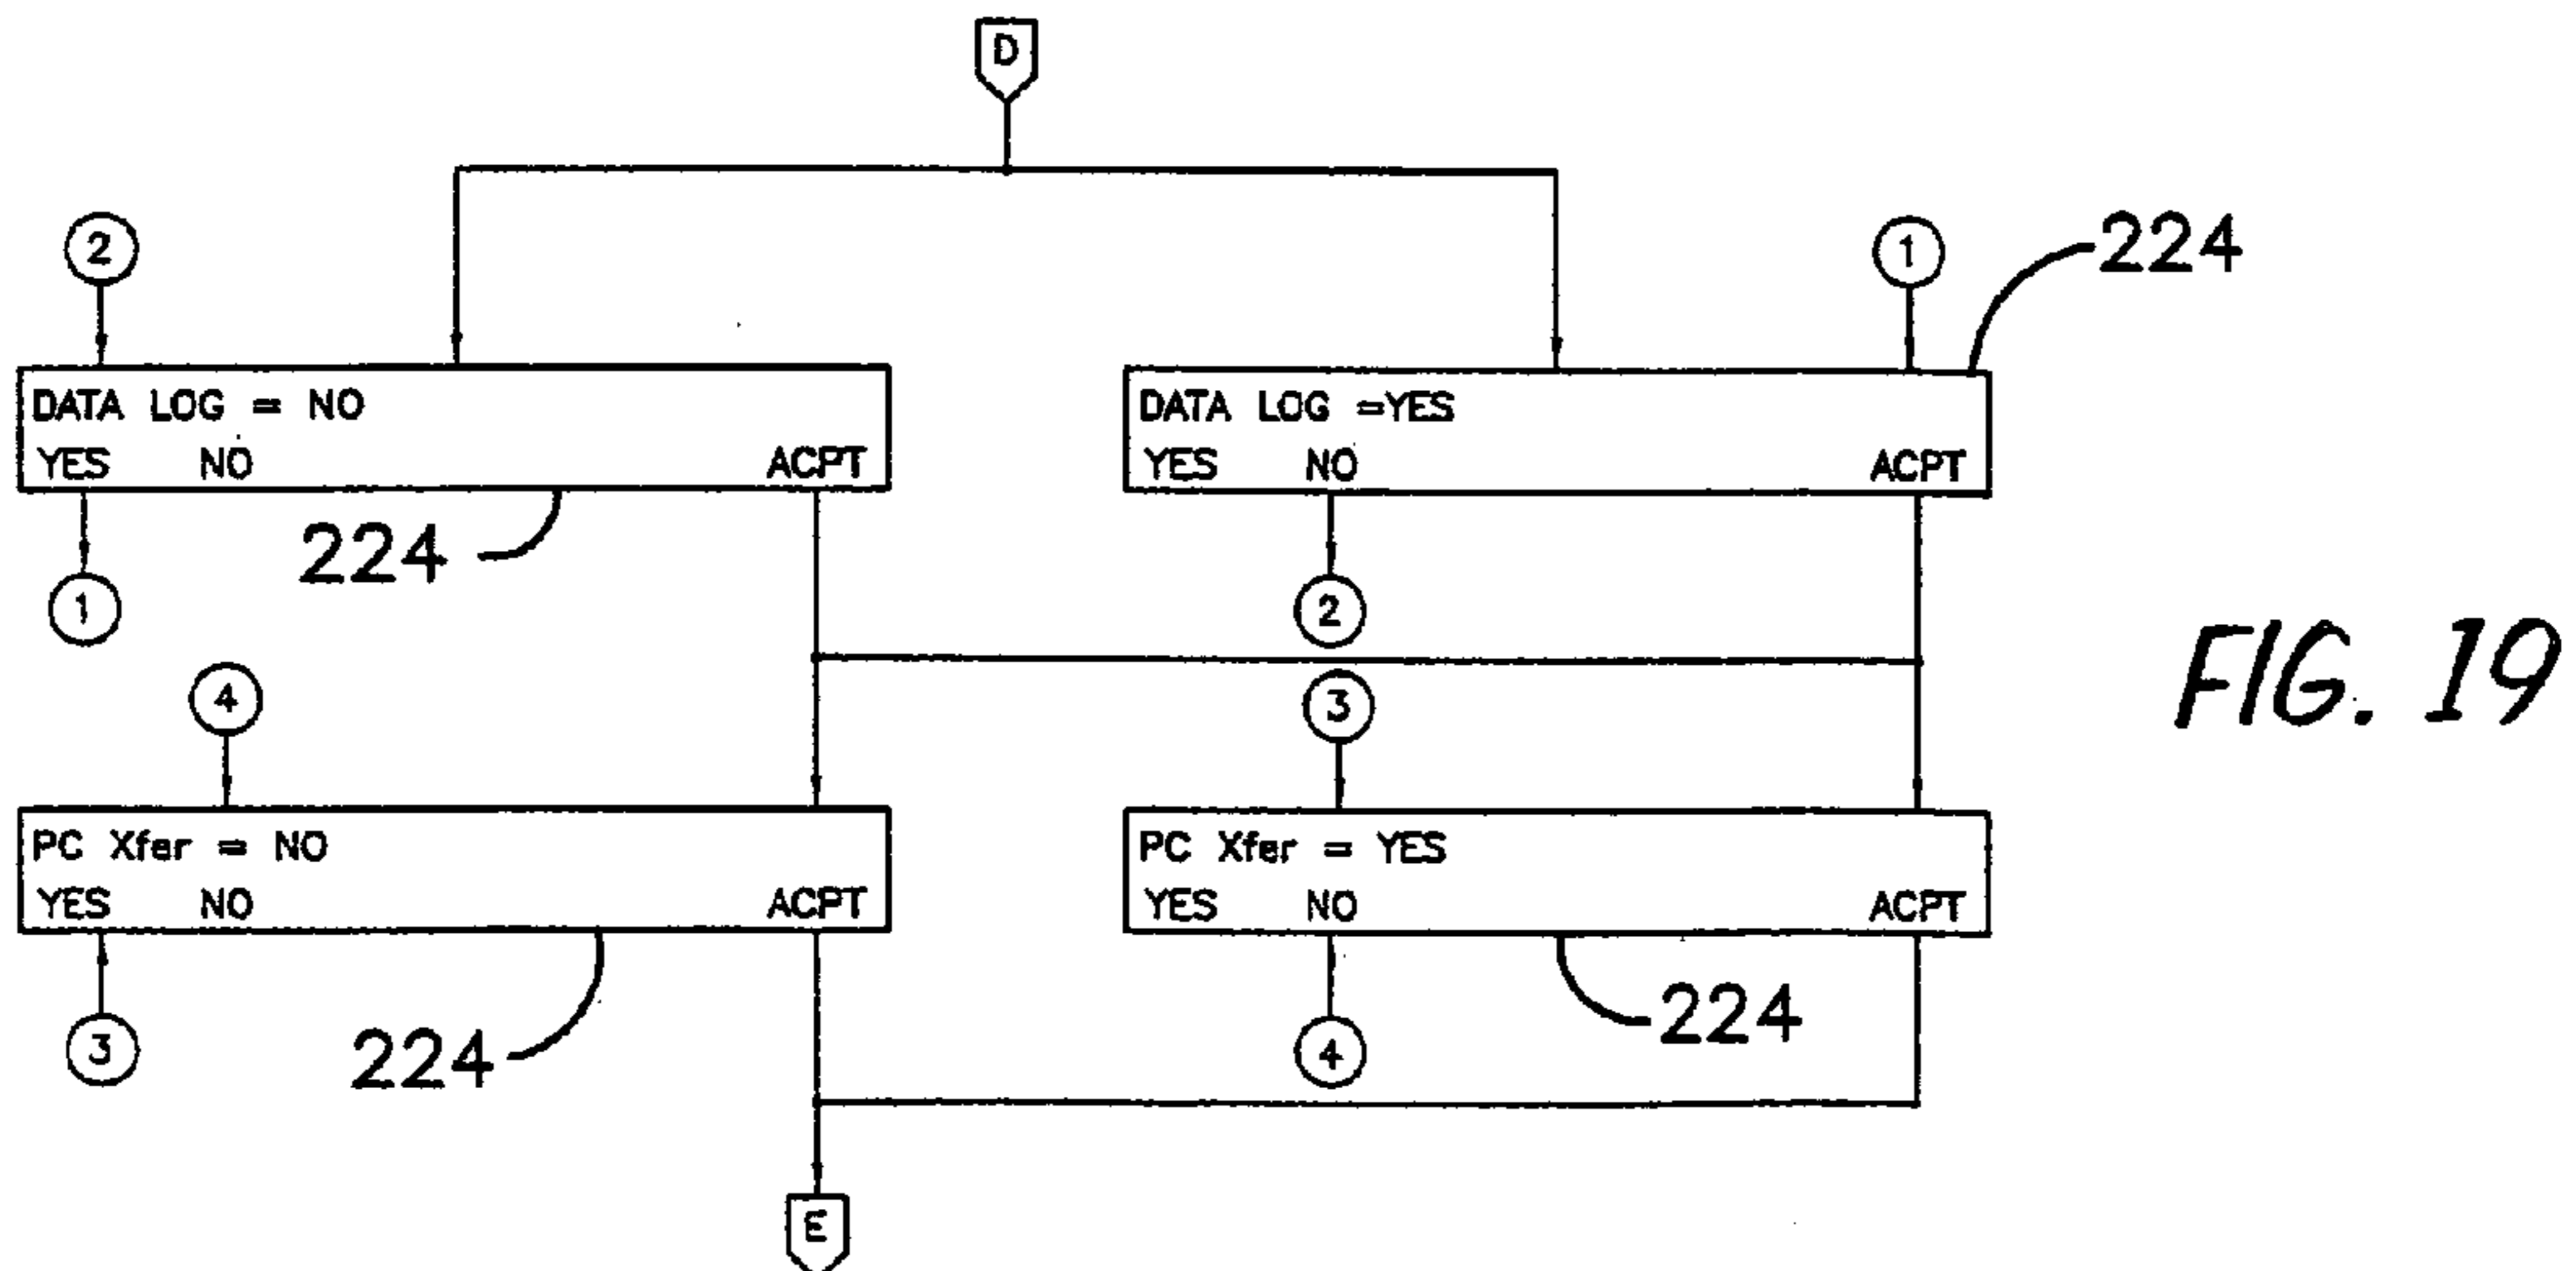 D
2
1
224
DATA LOG = NO
YES NO ACPT
DATA LOG =YES
YES NO ACPT
224
1
2
FIG. 19
4
3
PC Xfer = NO
YES NO ACPT
PC Xfer = YES
YES NO ACPT
3
224
4
224
E